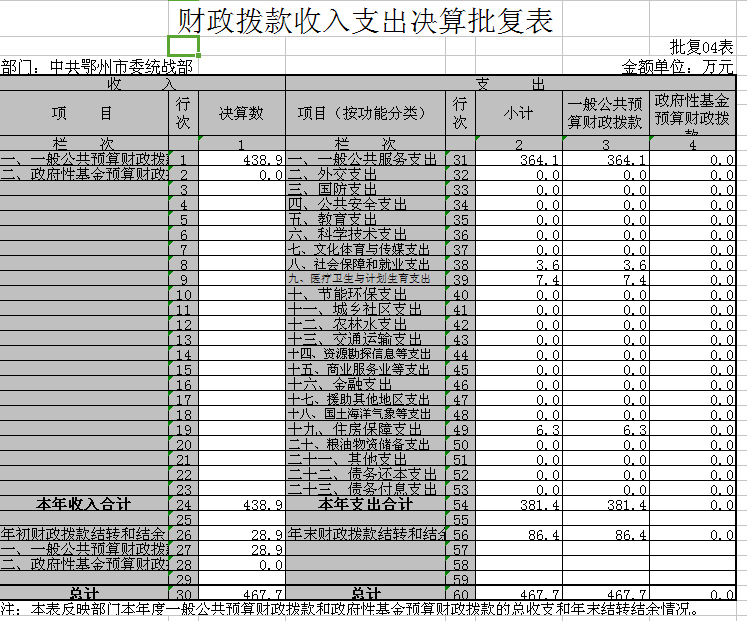 财政拨款收入支出决算批复表
批复04表
部门：中共鄂州市委统战部 金额单位：万元
收 入 支 出
项 目 行次 决算数 项目（按功能分类） 行次 小计 一般公共预算财政拨款 政府性基金预算财政拨款
栏 次 1 栏 次 2 3 4
一、一般公共预算财政拨 1 438.9 一、一般公共服务支出 31 364.1 364.1 0.0
二、政府性基金预算财政 2 0.0 二、外交支出 32 0.0 0.0 0.0
3 三、国防支出 33 0.0 0.0 0.0
4 四、公共安全支出 34 0.0 0.0 0.0
5 五、教育支出 35 0.0 0.0 0.0
6 六、科学技术支出 36 0.0 0.0 0.0
7 七、文化体育与传媒支出 37 0.0 0.0 0.0
8 八、社会保障和就业支出 38 3.6 3.6 0.0
9 九、医疗卫生与计划生育支出 39 7.4 7.4 0.0
10 十、节能环保支出 40 0.0 0.0 0.0
11 十一、城乡社区支出 41 0.0 0.0 0.0
12 十二、农林水支出 42 0.0 0.0 0.0
13 十三、交通运输支出 43 0.0 0.0 0.0
14 十四、资源勘探信息等支出 44 0.0 0.0 0.0
15 十五、商业服务业等支出 45 0.0 0.0 0.0
16 十六、金融支出 46 0.0 0.0 0.0
17 十七、援助其他地区支出 47 0.0 0.0 0.0
18 十八、国土海洋气象等支出 48 0.0 0.0 0.0
19 十九、住房保障支出 49 6.3 6.3 0.0
20 二十、粮油物资储备支出 50 0.0 0.0 0.0
21 二十一、其他支出 51 0.0 0.0 0.0
22 二十二、债务还本支出 52 0.0 0.0 0.0
23 二十三、债务付息支出 53 0.0 0.0 0.0
本年收入合计 24 438.9 本年支出合计 54 381.4 381.4 0.0
25 55
年初财政拨款结转和结余 26 28.9 年末财政拨款结转和结余 56 86.4 86.4 0.0
一、一般公共预算财政拨 27 28.9 57
二、政府性基金预算财政 28 0.0 58
29 59
总计 30 467.7 总计 60 467.7 467.7 0.0
注：本表反映部门本年度一般公共预算财政拨款和政府性基金预算财政拨款的总收支和年末结转结余情况。